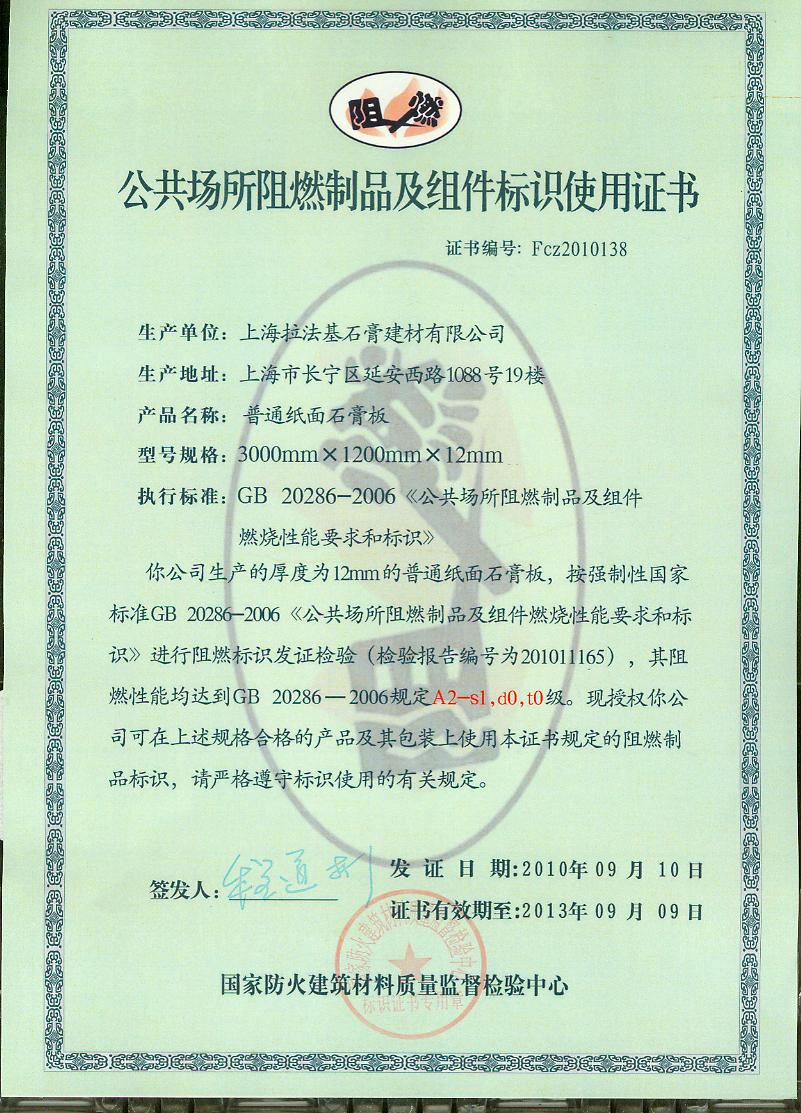 阻燃
公共场所阻燃制品及组件标识使用证书
证书编号: Fcz2010138
生产单位: 上海拉法基石膏建材有限公司
生产地址: 上海市长宁区延安西路1088号19楼
产品名称: 普通纸面石膏板
型号规格: 3000mm×1200mm×12mm
执行标准: GB 20286-2006《公共场所阻燃制品及组件
燃烧性能要求和标识》
你公司生产的厚度为12mm的普通纸面石膏板，按强制性国家
标准GB 20286-2006《公共场所阻燃制品及组件燃烧性能要求和标
识》进行阻燃标识发证检验（检验报告编号为201011165），其阻
燃性能均达到GB 20286—2006规定A2-s1,d0,t0级。现授权你公
司可在上述规格合格的产品及其包装上使用本证书规定的阻燃制
品标识，请严格遵守标识使用的有关规定。
签发人:
发证日期:2010年09月10日
证书有效期至:2013年09月09日
国家防火建筑材料质量监督检验中心
标识证书专用章